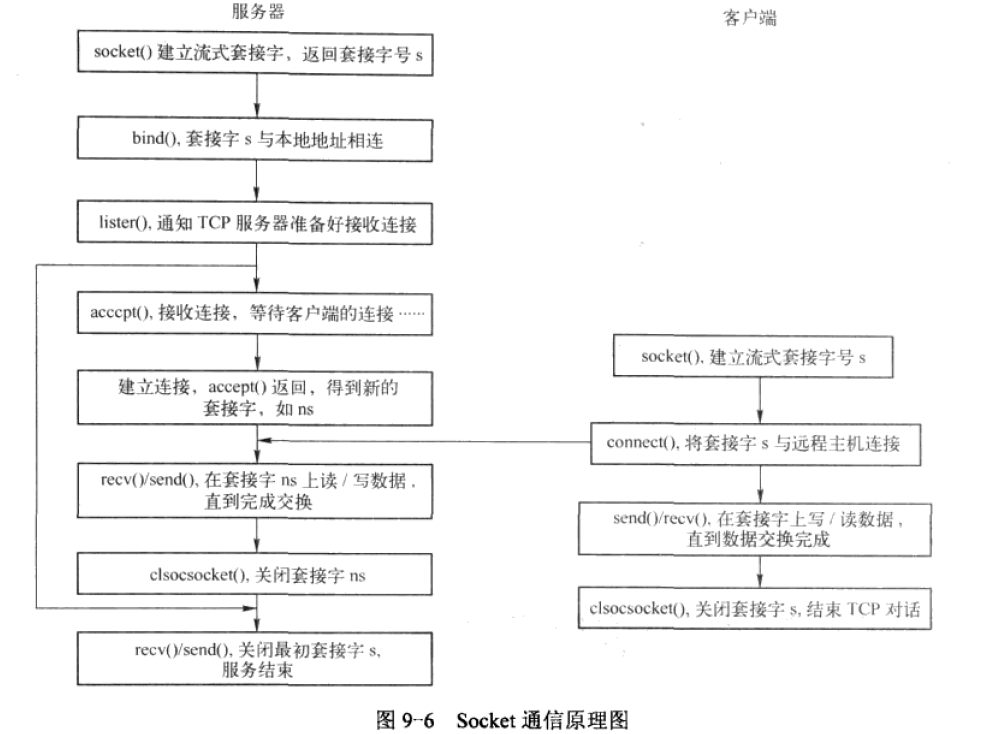 服务器
socket() 建立流式套接字，返回套接字号 s
bind(), 套接字 s 与本地地址相连
lister(), 通知 TCP 服务器准备好接收连接
acccpt(), 接收连接，等待客户端的连接……
建立连接，accept() 返回，得到新的
套接字，如 ns
recv()/send(), 在套接字 ns 上读 / 写数据，
直到完成交换
clsocsocket(), 关闭套接字 ns
recv()/send(), 关闭最初套接字 s,
服务结束
客户端
socket(), 建立流式套接字号 s
connect(), 将套接字 s 与远程主机连接
send()/recv(), 在套接字上写 / 读数据，
直到数据交换完成
clsocsocket(), 关闭套接字 s, 结束 TCP 对话
图 9-6 Socket 通信原理图